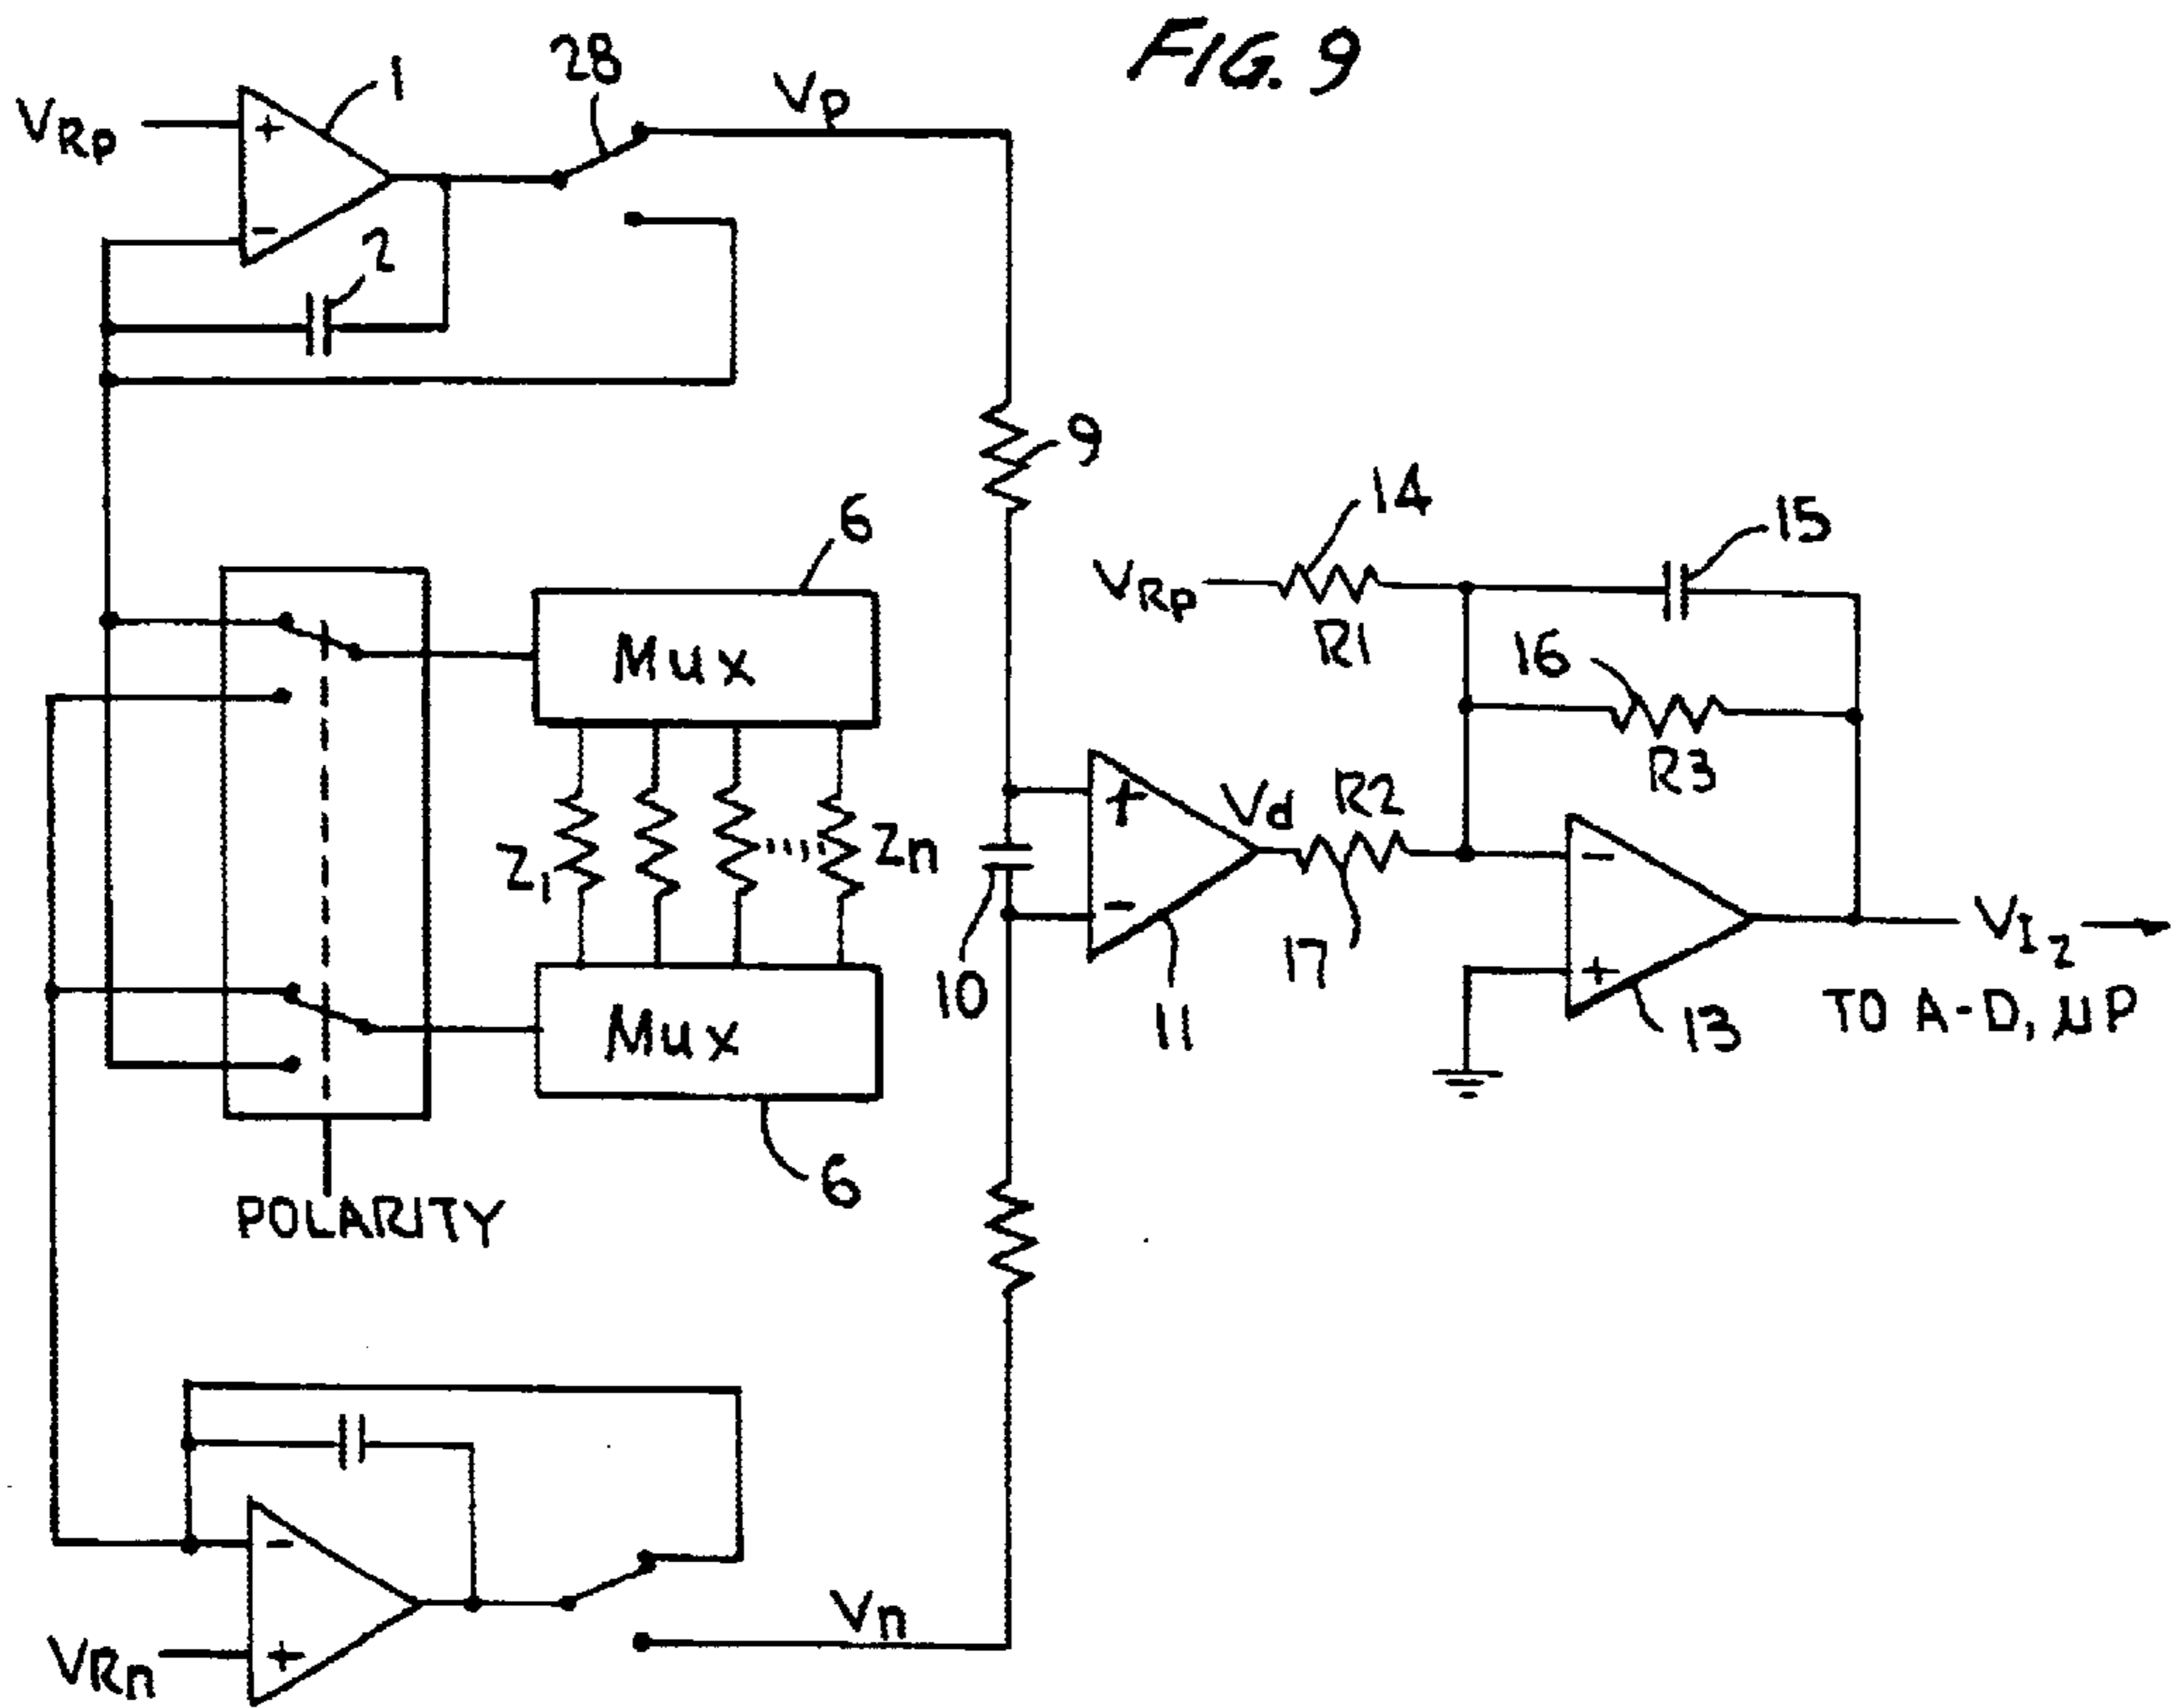 FIG. 9
28
1
Vp
VRp
+
-
2
9
6
14
15
VRp
R1
16
Mux
R3
Vd
R2
+
Z1
Zn
-
-
10
17
VI2
+
11
13
TO A-D, µP
Mux
6
POLARITY
-
Vn
VRn
+